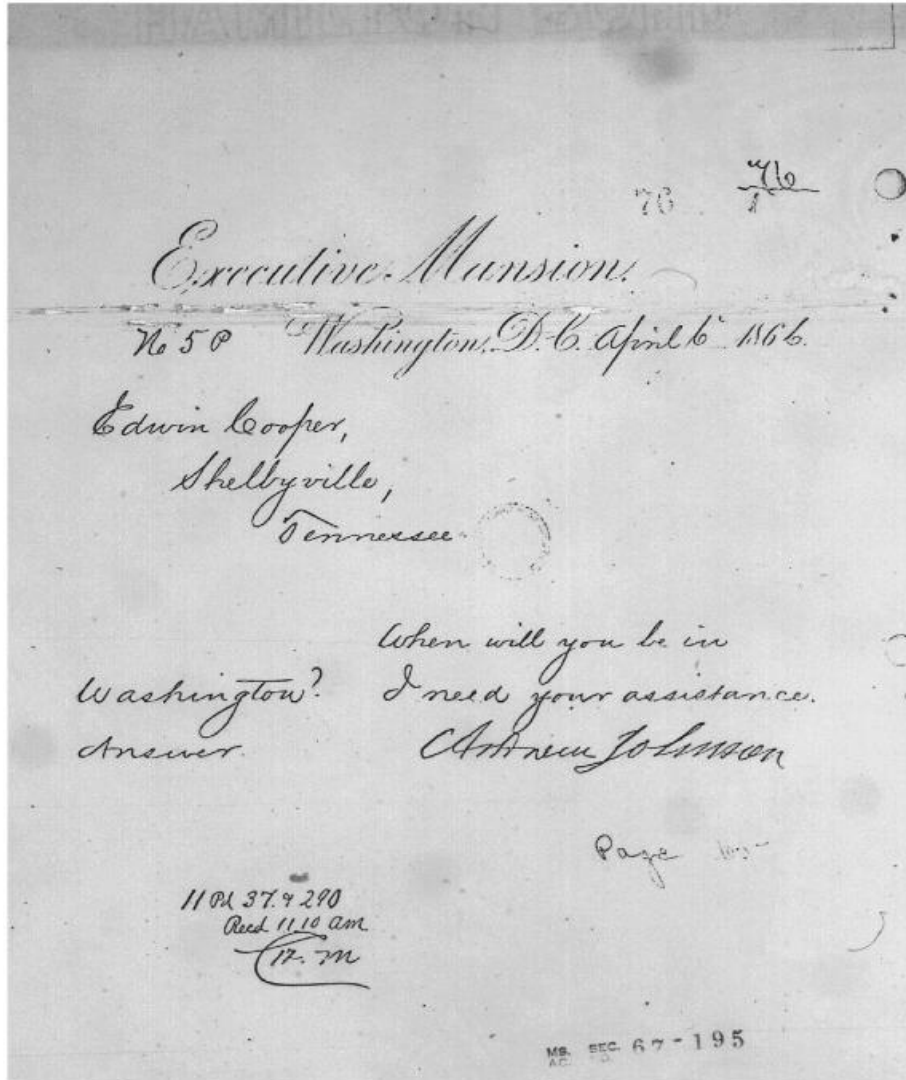 76 76
1
Executive Mansion.
No 5 P Washington, D.C. April 6 1866.
Edwin Cooper,
Shelbyville,
Tennessee.
When will you be in
Washington? I need your assistance.
Answer.
Andrew Johnson
Page
11 Pd 37. & 290
Recd 11.10 am
12. M
MS. SEC. 67-195
AC.